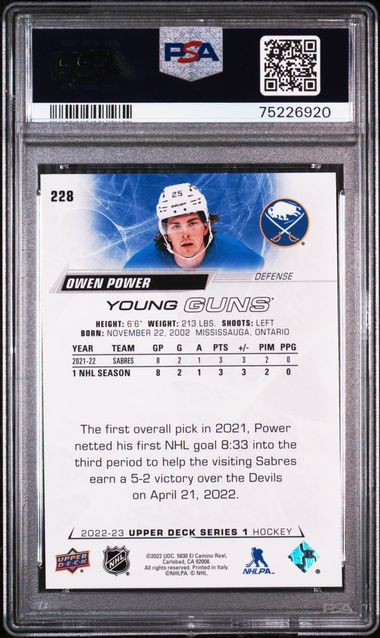 PSA
75226920
228
25
OWEN POWER
DEFENSE
YOUNG GUNS
HEIGHT: 6'6" WEIGHT: 213 LBS. SHOOTS: LEFT
BORN: NOVEMBER 22, 2002 MISSISSAUGA, ONTARIO
YEAR TEAM GP G A PTS +/- PIM PPG
2021-22 SABRES 8 2 1 3 3 2 0
1 NHL SEASON 8 2 1 3 3 2 0
The first overall pick in 2021, Power
netted his first NHL goal 8:33 into the
third period to help the visiting Sabres
earn a 5-2 victory over the Devils
on April 21, 2022.
2022-23 UPPER DECK SERIES 1 HOCKEY
UPPER DECK
NHL
©2022 UDC. 5830 El Camino Real,
Carlsbad, CA 92008.
All rights reserved. Printed in Italy.
©NHLPA. © NHL.
NHLPA